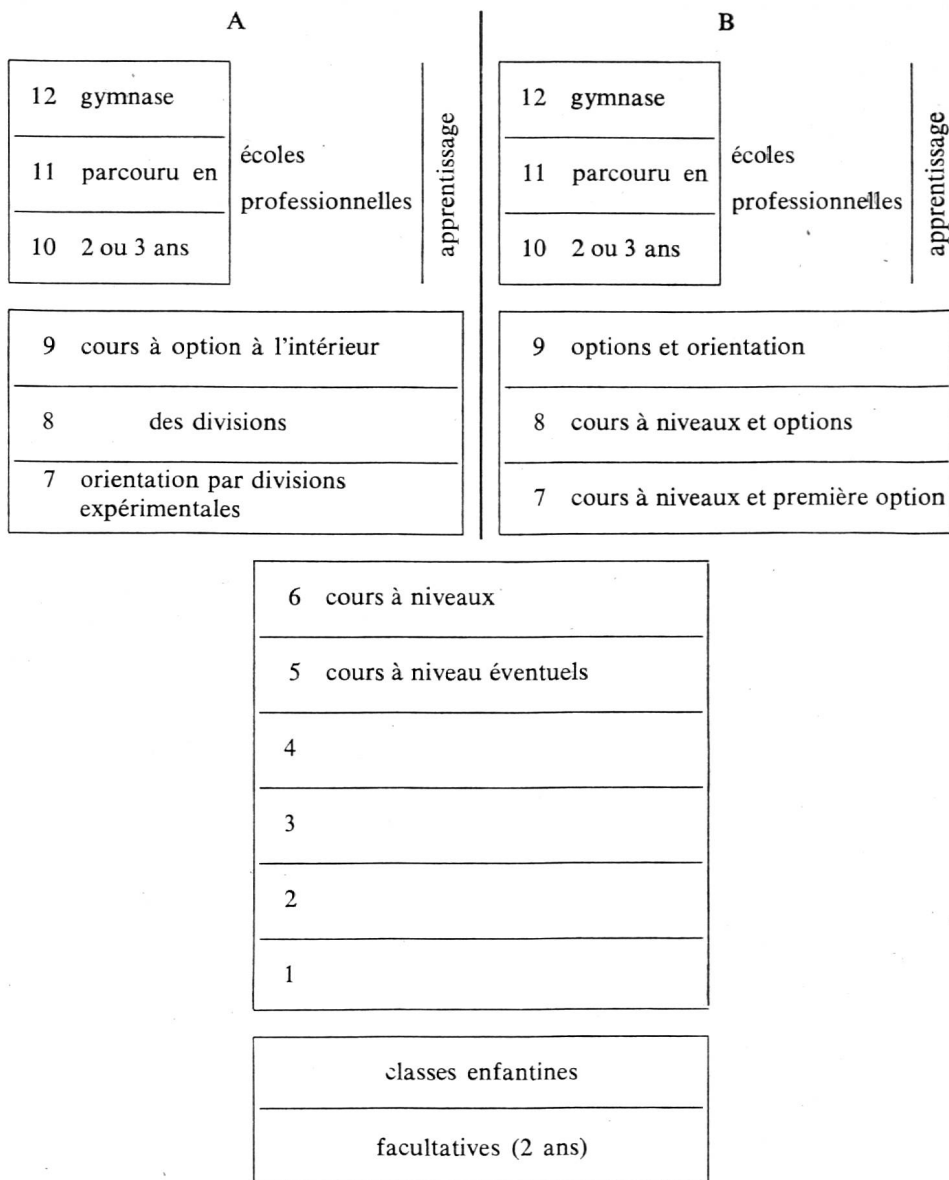 A
12 gymnase
11 parcouru en
10 2 ou 3 ans
écoles
professionnelles
apprentissage
9 cours à option à l'intérieur
8 des divisions
7 orientation par divisions
expérimentales
B
12 gymnase
11 parcouru en
10 2 ou 3 ans
écoles
professionnelles
apprentissage
9 options et orientation
8 cours à niveaux et options
7 cours à niveaux et première option
6 cours à niveaux
5 cours à niveau éventuels
4
3
2
1
classes enfantines
facultatives (2 ans)